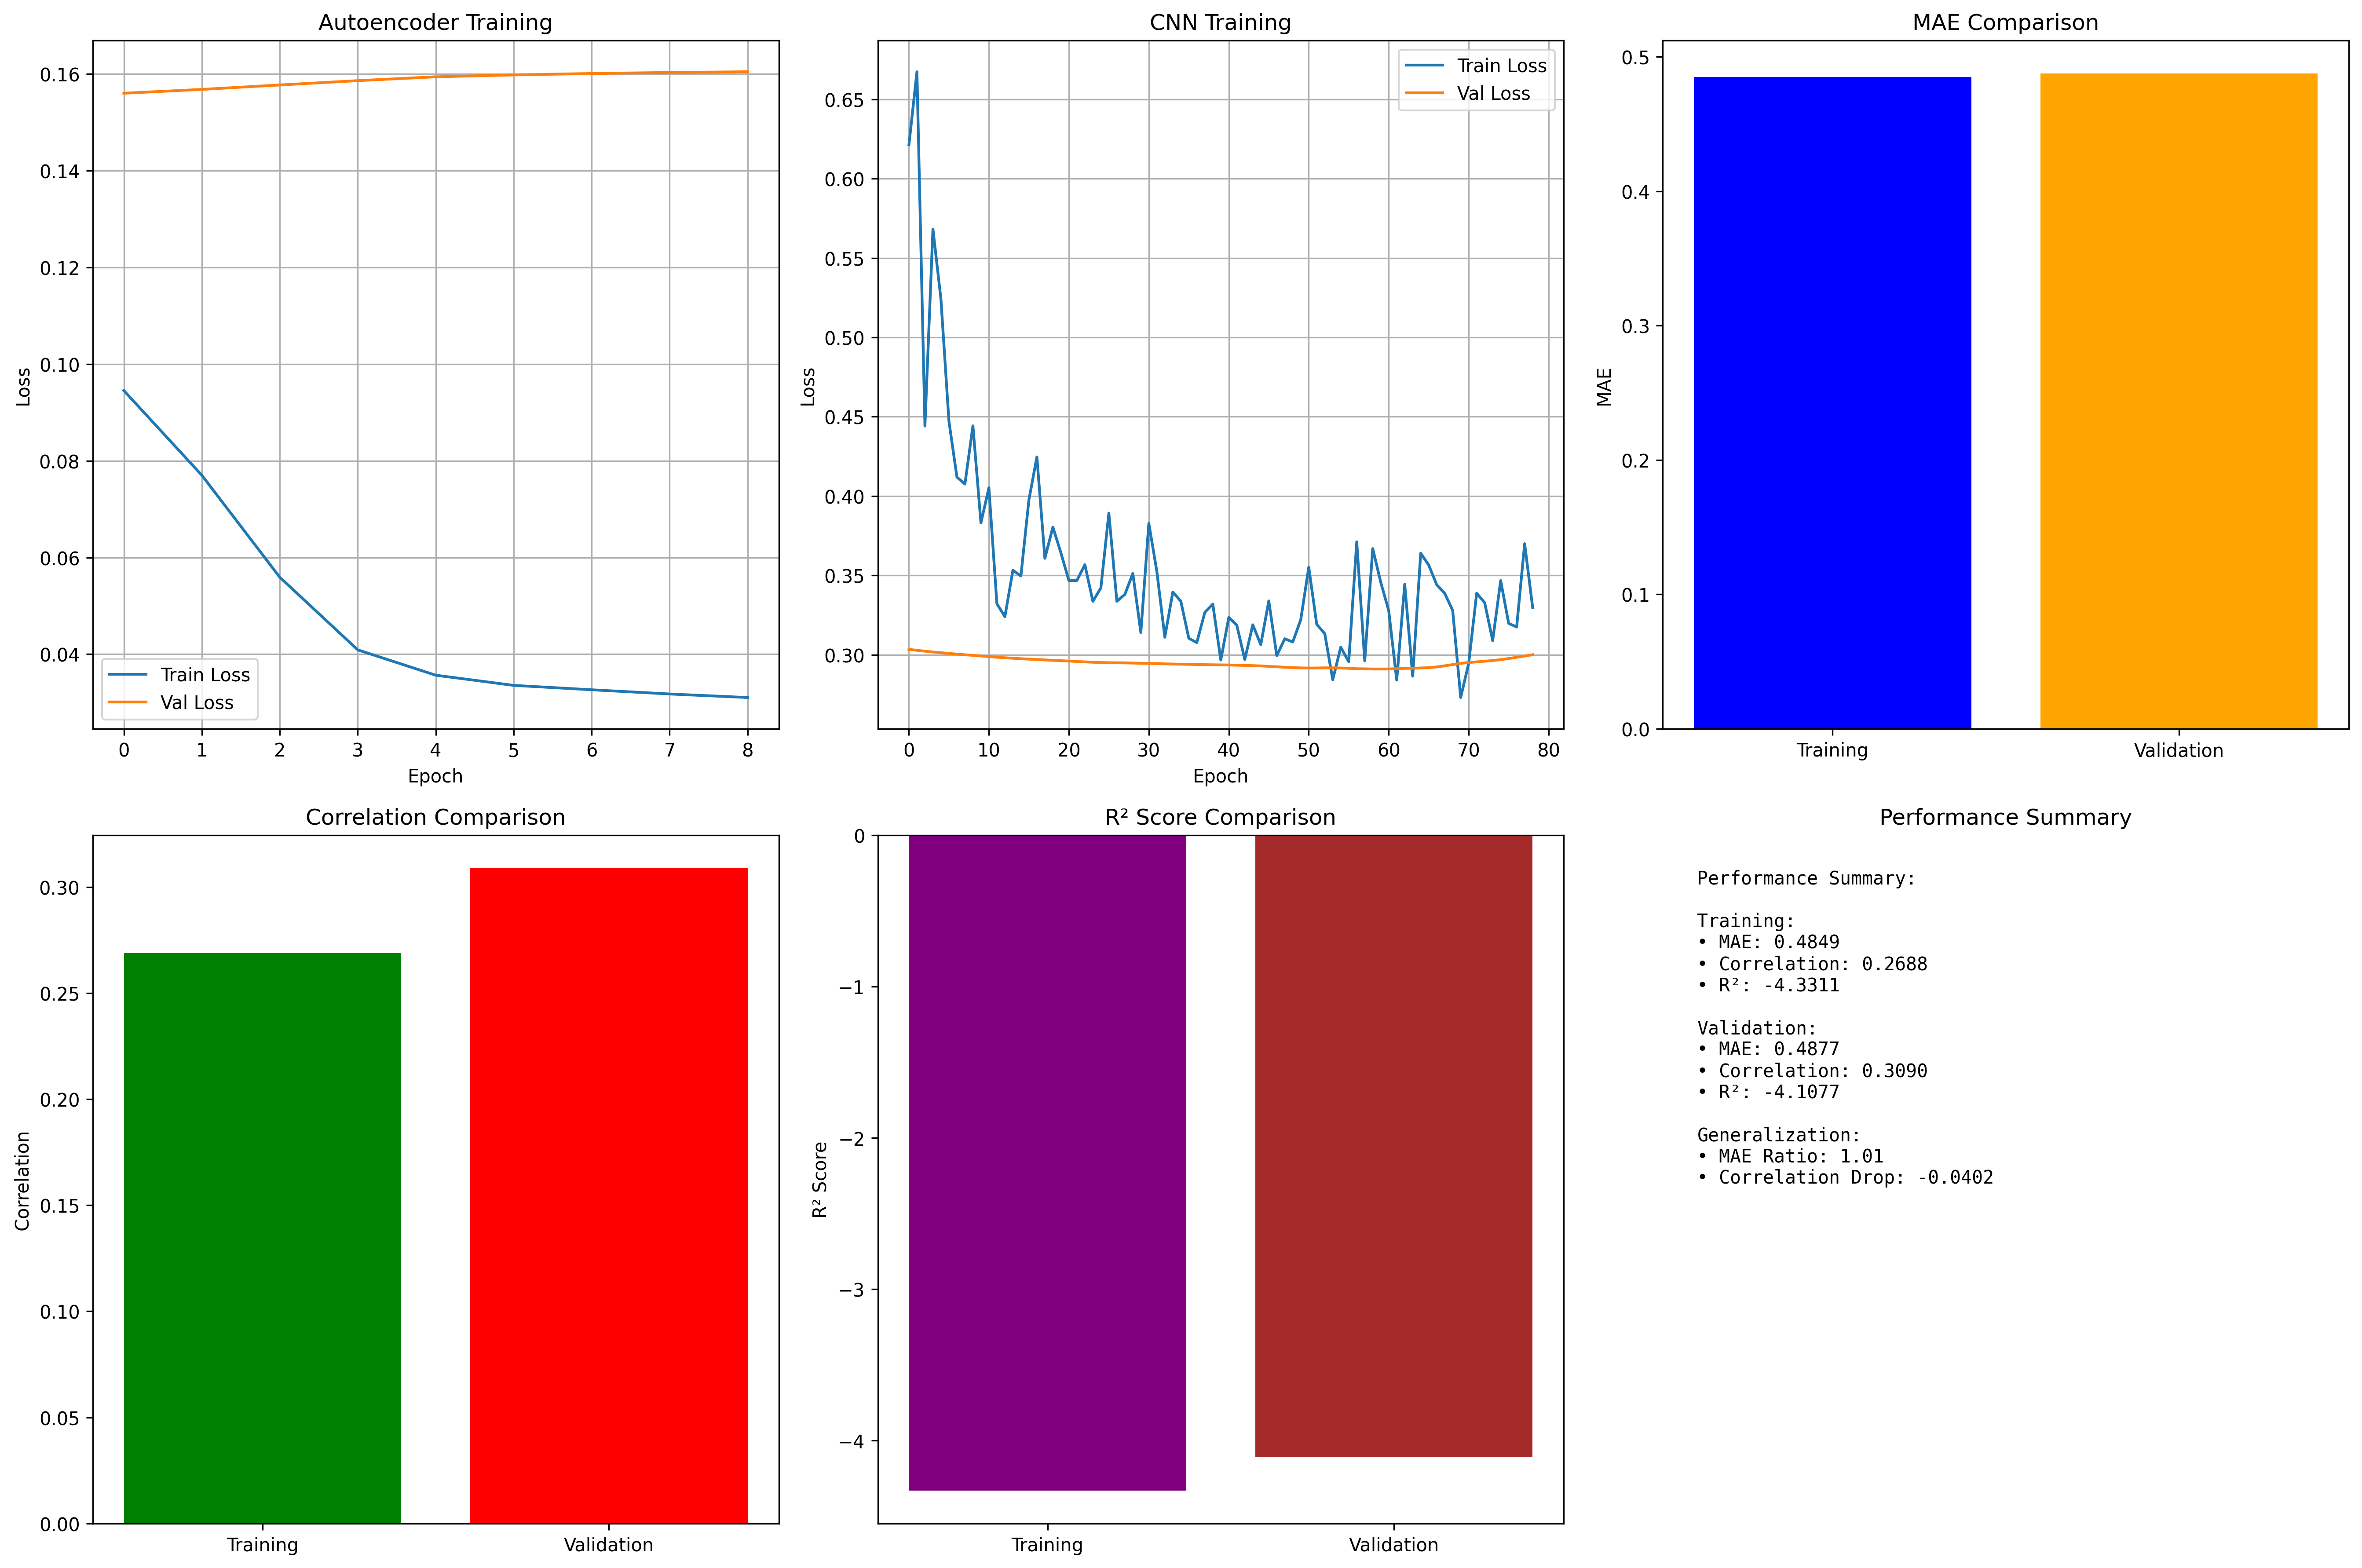 Autoencoder Training
Loss
0.16
0.14
0.12
0.10
0.08
0.06
0.04
Train Loss
Val Loss
0 1 2 3 4 5 6 7 8
Epoch
CNN Training
Loss
0.65
0.60
0.55
0.50
0.45
0.40
0.35
0.30
Train Loss
Val Loss
0 10 20 30 40 50 60 70 80
Epoch
MAE Comparison
MAE
0.5
0.4
0.3
0.2
0.1
0.0
Training Validation
Correlation Comparison
Correlation
0.30
0.25
0.20
0.15
0.10
0.05
0.00
Training Validation
R² Score Comparison
R² Score
0
−1
−2
−3
−4
Training Validation
Performance Summary
Performance Summary:
Training:
• MAE: 0.4849
• Correlation: 0.2688
• R²: -4.3311
Validation:
• MAE: 0.4877
• Correlation: 0.3090
• R²: -4.1077
Generalization:
• MAE Ratio: 1.01
• Correlation Drop: -0.0402